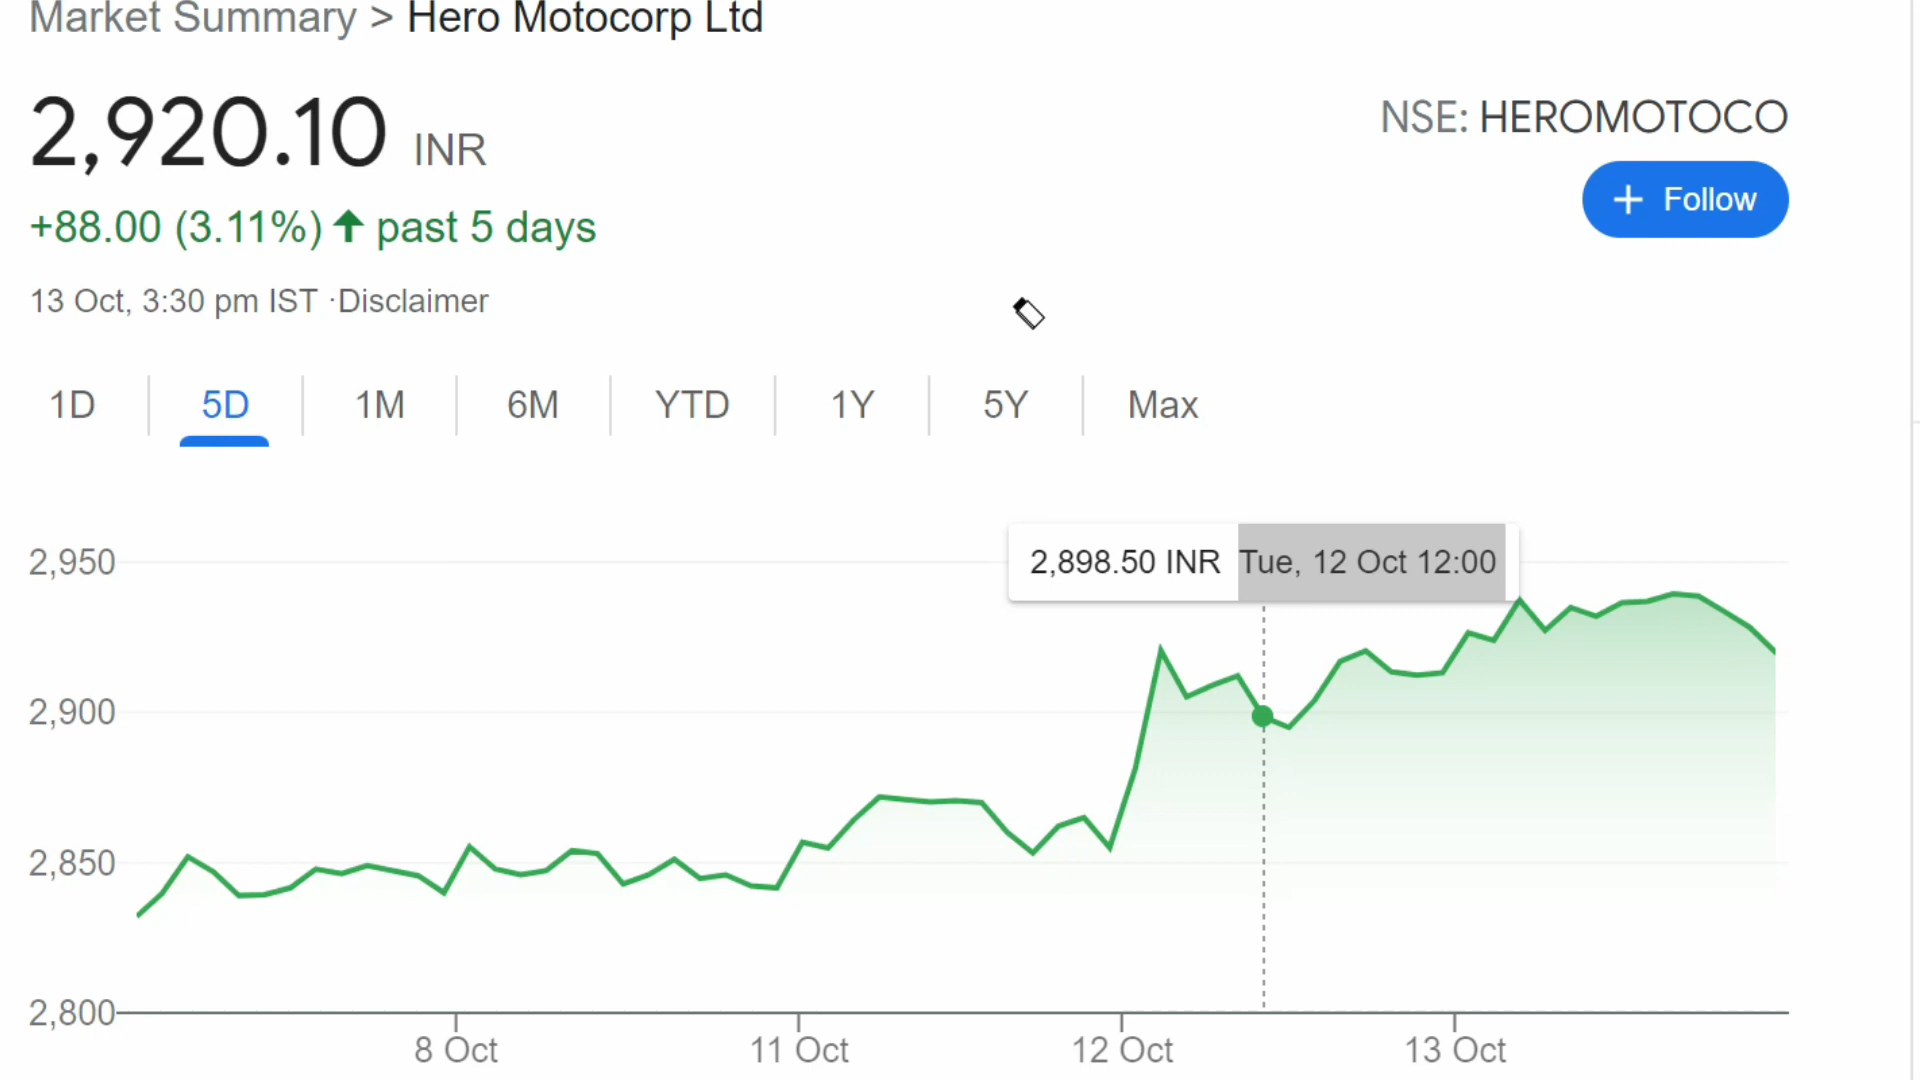 Market Summary > Hero Motocorp Ltd
2,920.10 INR
NSE: HEROMOTOCO
+ Follow
+88.00 (3.11%) ↑ past 5 days
13 Oct, 3:30 pm IST ·Disclaimer
1D 5D 1M 6M YTD 1Y 5Y Max
2,898.50 INR Tue, 12 Oct 12:00
2,950
2,900
2,850
2,800
8 Oct 11 Oct 12 Oct 13 Oct